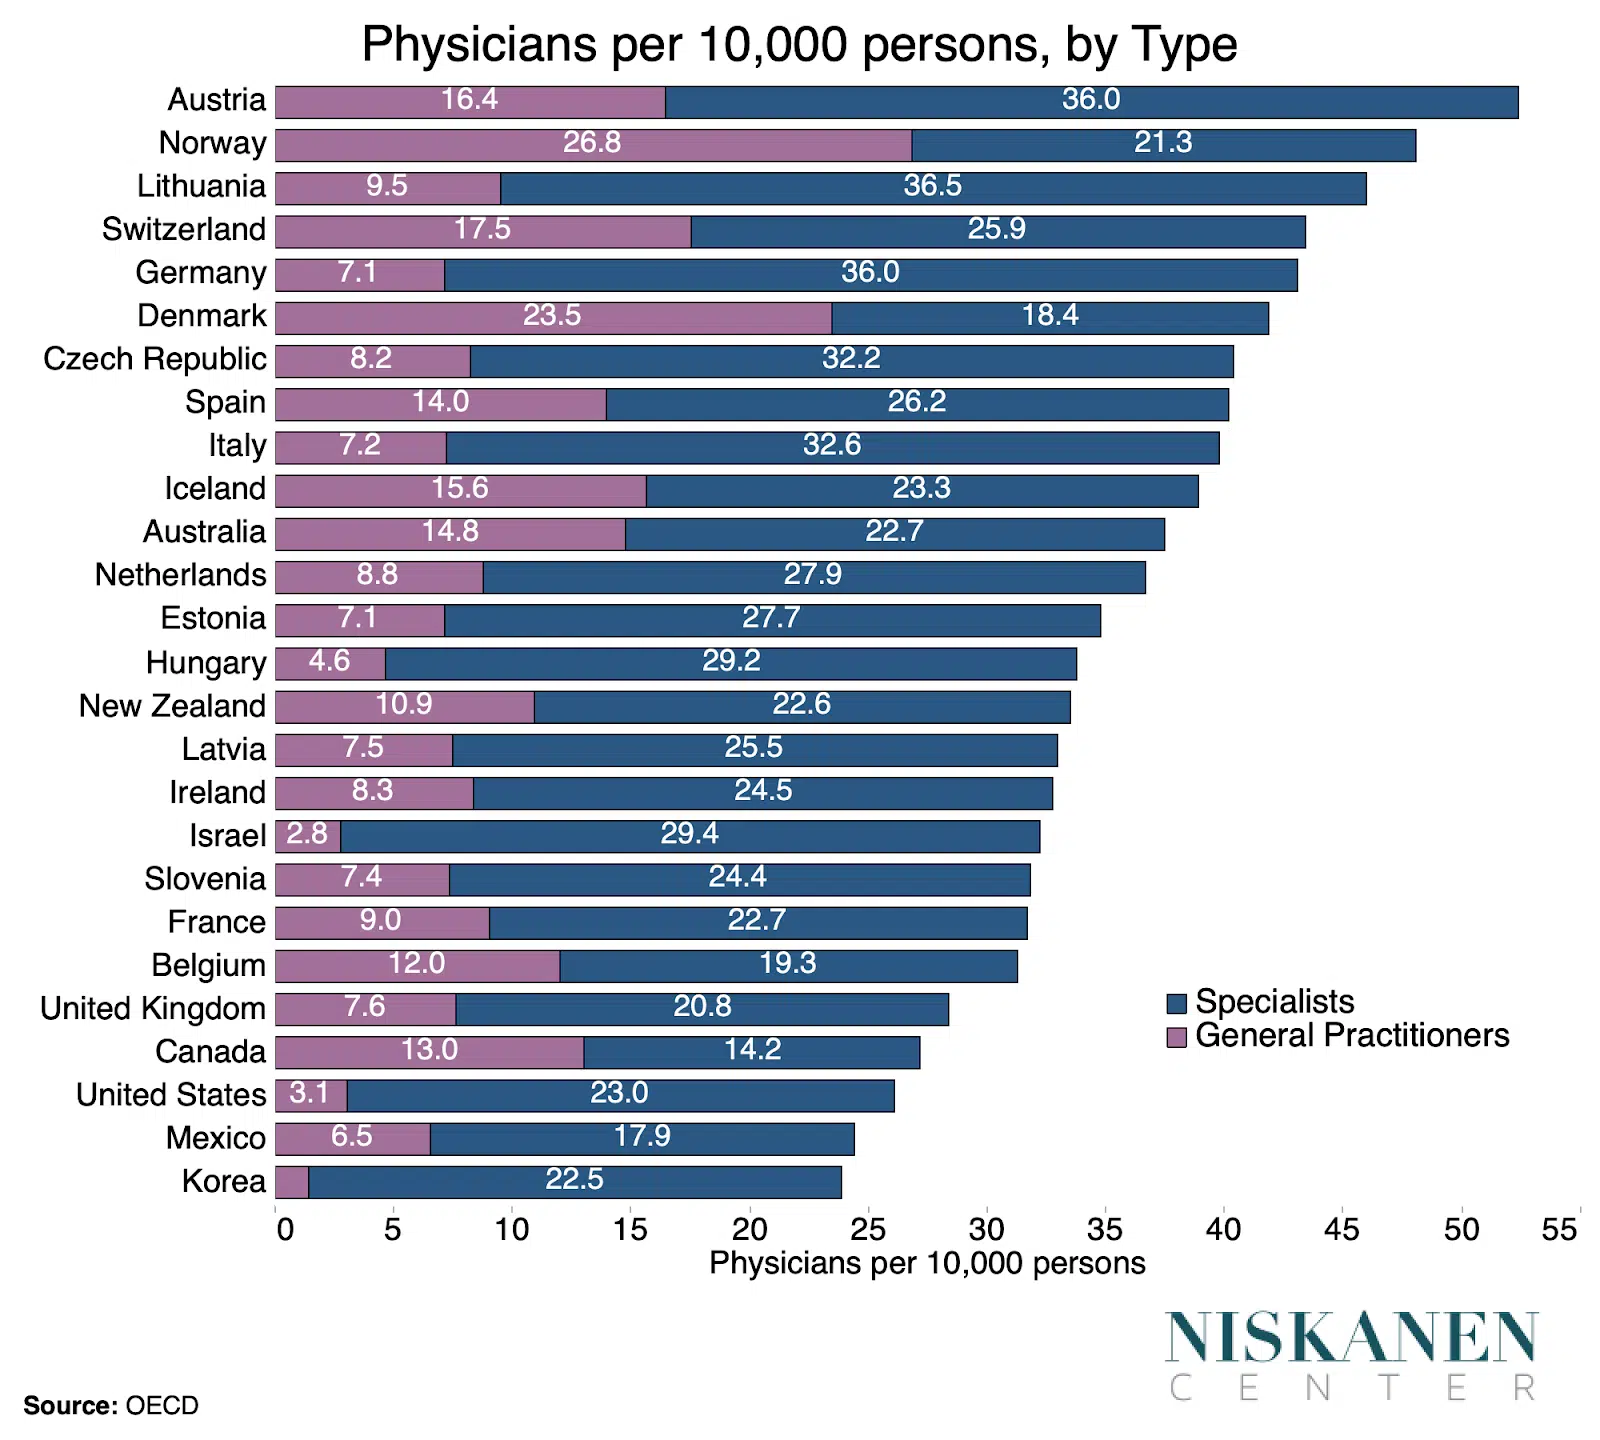 Physicians per 10,000 persons, by Type
Austria 16.4 36.0
Norway 26.8 21.3
Lithuania 9.5 36.5
Switzerland 17.5 25.9
Germany 7.1 36.0
Denmark 23.5 18.4
Czech Republic 8.2 32.2
Spain 14.0 26.2
Italy 7.2 32.6
Iceland 15.6 23.3
Australia 14.8 22.7
Netherlands 8.8 27.9
Estonia 7.1 27.7
Hungary 4.6 29.2
New Zealand 10.9 22.6
Latvia 7.5 25.5
Ireland 8.3 24.5
Israel 2.8 29.4
Slovenia 7.4 24.4
France 9.0 22.7
Belgium 12.0 19.3
United Kingdom 7.6 20.8
Canada 13.0 14.2
United States 3.1 23.0
Mexico 6.5 17.9
Korea 22.5
Specialists
General Practitioners
0 5 10 15 20 25 30 35 40 45 50 55
Physicians per 10,000 persons
NISKANEN
CENTER
Source: OECD